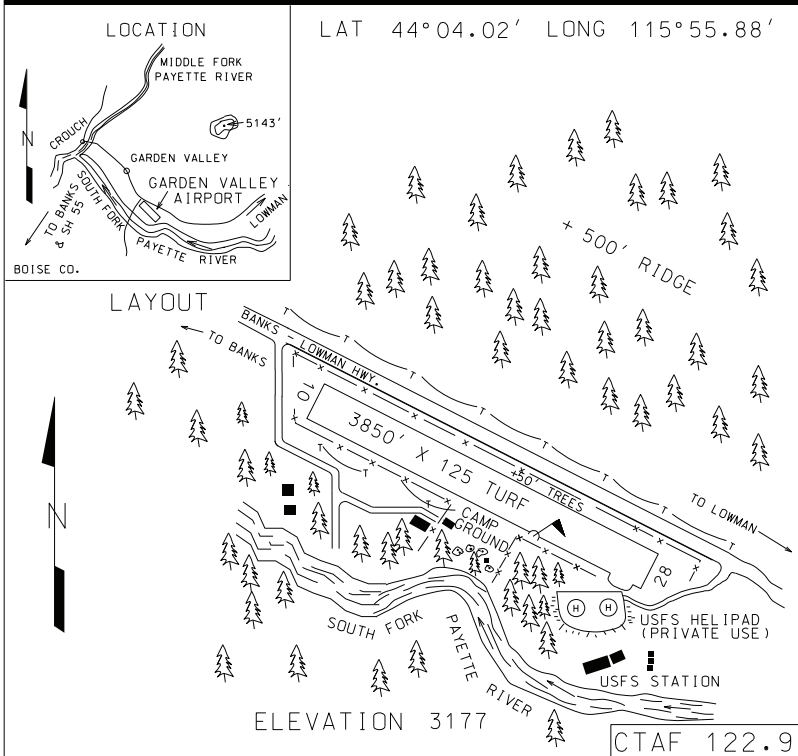 LOCATION
LAT 44°04.02' LONG 115°55.88'
MIDDLE FORK
PAYETTE RIVER
5143'
N
CROUCH
GARDEN VALLEY
GARDEN VALLEY
AIRPORT
SOUTH FORK
PAYETTE RIVER
LOWMAN
TO BANKS
& SH 55
BOISE CO.
+ 500' RIDGE
LAYOUT
TO BANKS
BANKS - LOWMAN HWY.
10
3850' X 125 TURF
+50' TREES
TO LOWMAN
N
CAMP
GROUND
28
H H
USFS HELIPAD
(PRIVATE USE)
SOUTH FORK
PAYETTE RIVER
USFS STATION
ELEVATION 3177
CTAF 122.9